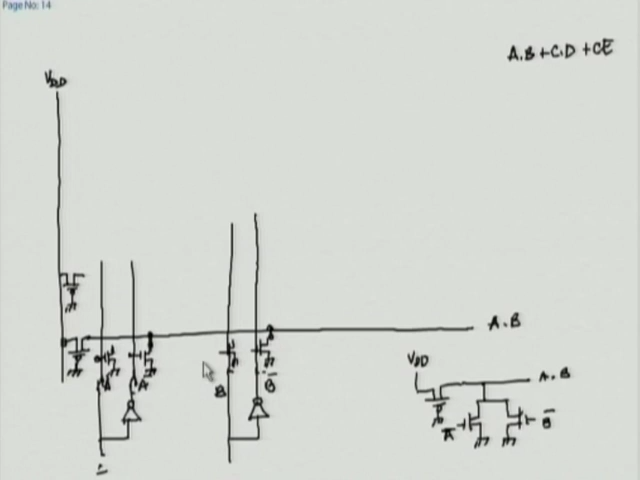 Page No: 14
A.B + C.D + CE̅
VDD
A.B
A
A̅
B
B̅
VDD
A.B
A̅
B̅